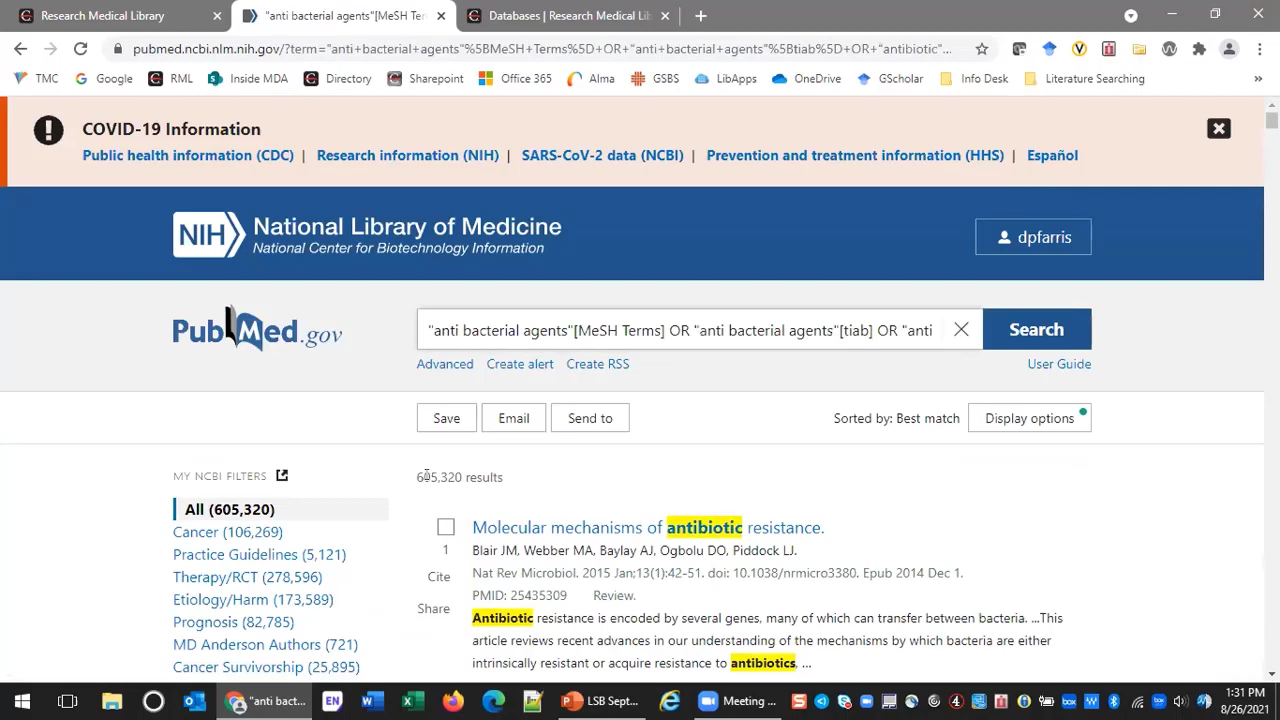 Research Medical Library
"anti bacterial agents"[MeSH Ter
Databases | Research Medical Lib
pubmed.ncbi.nlm.nih.gov/?term="anti+bacterial+agents"%5BMeSH+Terms%5D+OR+"anti+bacterial+agents"%5Btiab%5D+OR+"antibiotic"...
TMC
Google
RML
Inside MDA
Directory
Sharepoint
Office 365
Alma
GSBS
LibApps
OneDrive
GScholar
Info Desk
Literature Searching
»
COVID-19 Information
Public health information (CDC) | Research information (NIH) | SARS-CoV-2 data (NCBI) | Prevention and treatment information (HHS) | Español
NIH National Library of Medicine
National Center for Biotechnology Information
dpfarris
PubMed.gov
"anti bacterial agents"[MeSH Terms] OR "anti bacterial agents"[tiab] OR "anti
Search
Advanced Create alert Create RSS
User Guide
Save
Email
Send to
Sorted by: Best match
Display options
MY NCBI FILTERS
605,320 results
All (605,320)
Cancer (106,269)
Practice Guidelines (5,121)
Therapy/RCT (278,596)
Etiology/Harm (173,589)
Prognosis (82,785)
MD Anderson Authors (721)
Cancer Survivorship (25,895)
1
Cite
Share
Molecular mechanisms of antibiotic resistance.
Blair JM, Webber MA, Baylay AJ, Ogbolu DO, Piddock LJ.
Nat Rev Microbiol. 2015 Jan;13(1):42-51. doi: 10.1038/nrmicro3380. Epub 2014 Dec 1.
PMID: 25435309 Review.
Antibiotic resistance is encoded by several genes, many of which can transfer between bacteria. ...This
article reviews recent advances in our understanding of the mechanisms by which bacteria are either
intrinsically resistant or acquire resistance to antibiotics, ...
"anti bact...
EN
LSB Sept...
Meeting ...
1:31 PM
8/26/2021